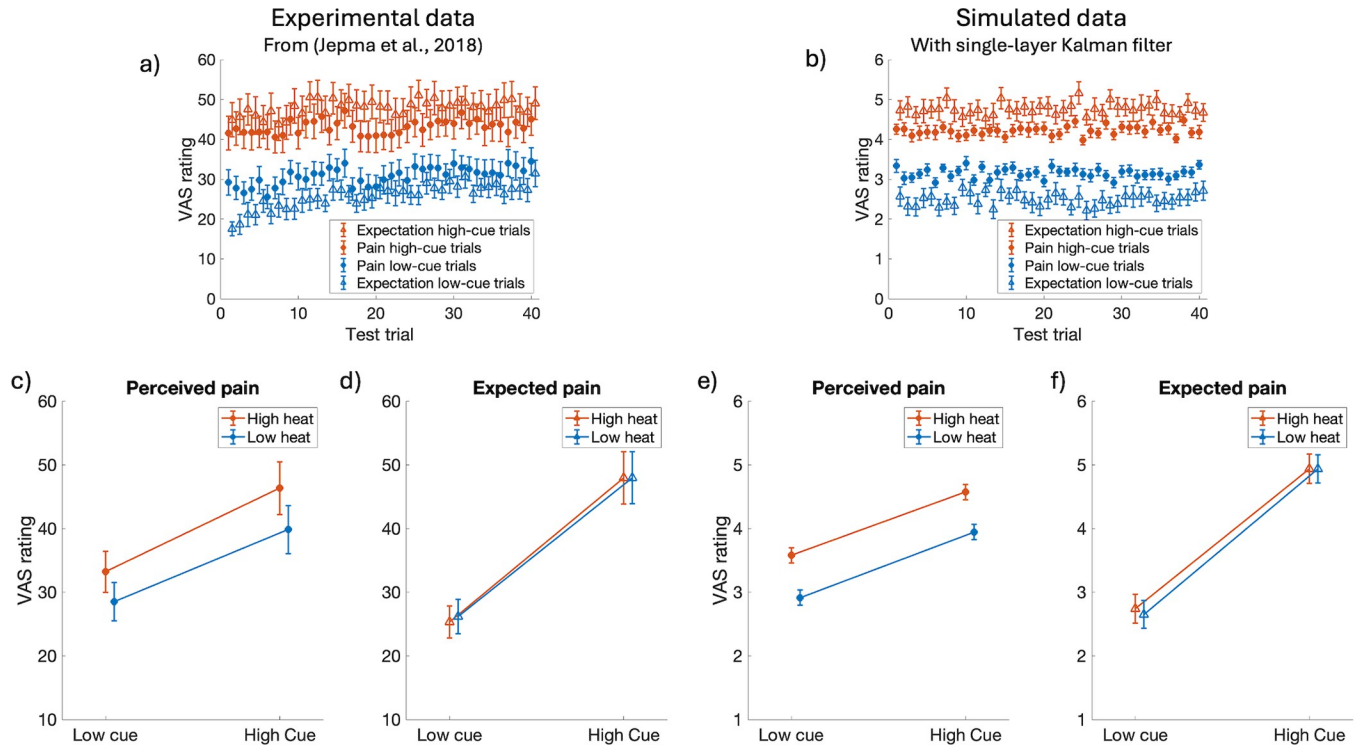 Experimental data
From (Jepma et al., 2018)
Simulated data
With single-layer Kalman filter
a)
60
50
40
30
20
10
0
VAS rating
Expectation high-cue trials
Pain high-cue trials
Pain low-cue trials
Expectation low-cue trials
0 10 20 30 40
Test trial
b)
6
5
4
3
2
1
0
VAS rating
Expectation high-cue trials
Pain high-cue trials
Pain low-cue trials
Expectation low-cue trials
0 10 20 30 40
Test trial
c)
Perceived pain
High heat
Low heat
60
50
40
30
20
10
VAS rating
Low cue High Cue
d)
Expected pain
High heat
Low heat
60
50
40
30
20
10
Low cue High Cue
e)
Perceived pain
High heat
Low heat
6
5
4
3
2
1
VAS rating
Low cue High Cue
f)
Expected pain
High heat
Low heat
6
5
4
3
2
1
Low cue High Cue